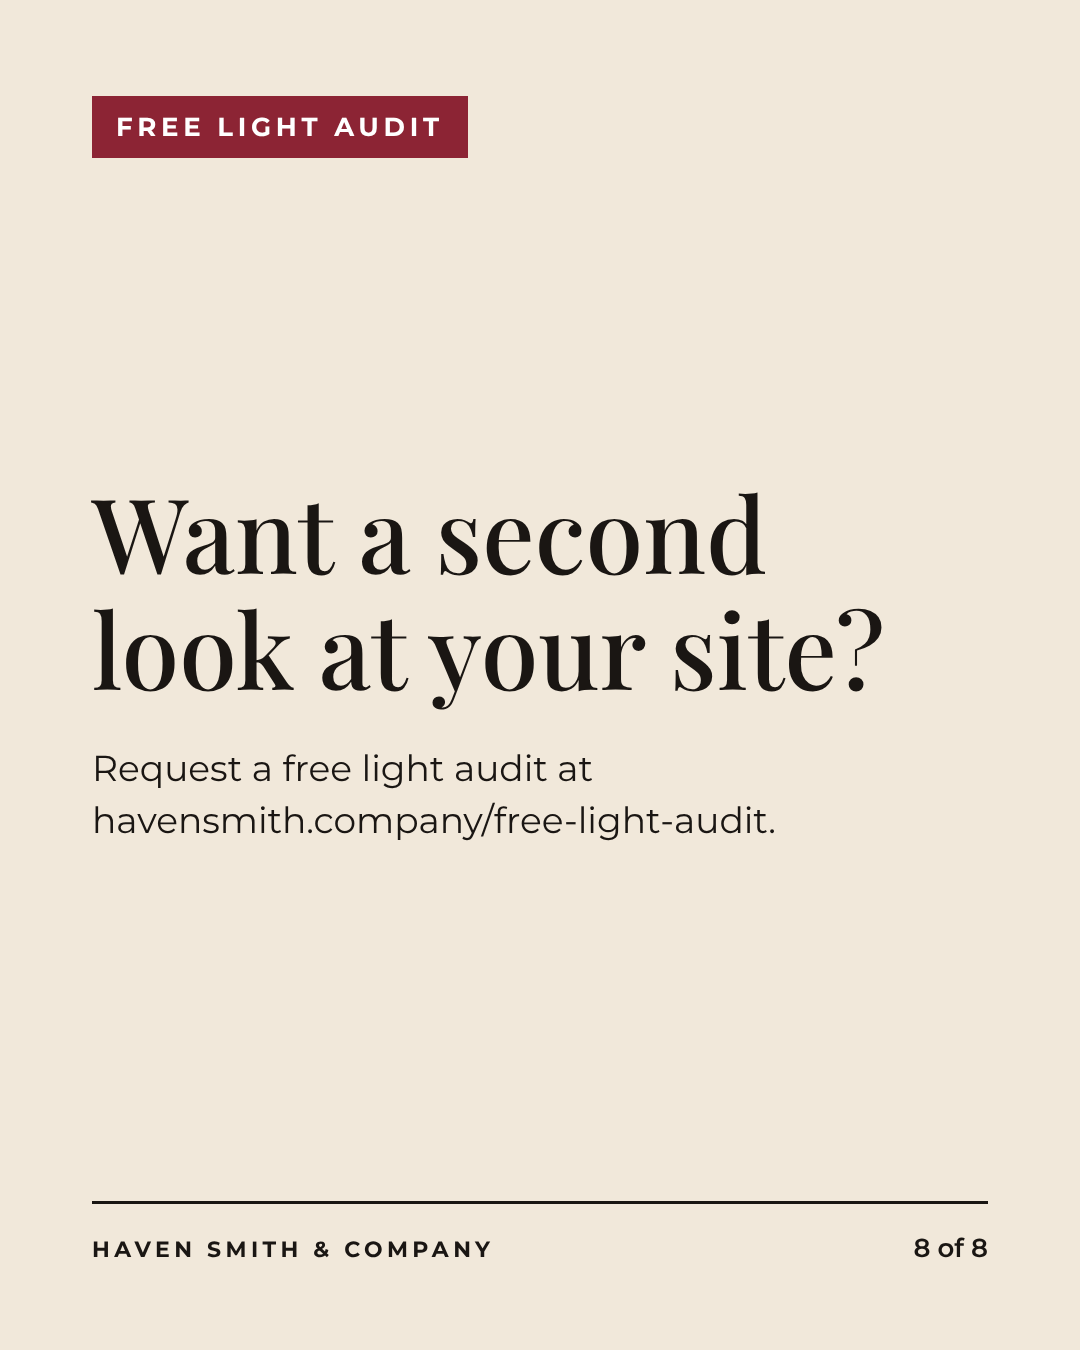 FREE LIGHT AUDIT
Want a second
look at your site?
Request a free light audit at
havensmith.company/free-light-audit.
HAVEN SMITH & COMPANY
8 of 8